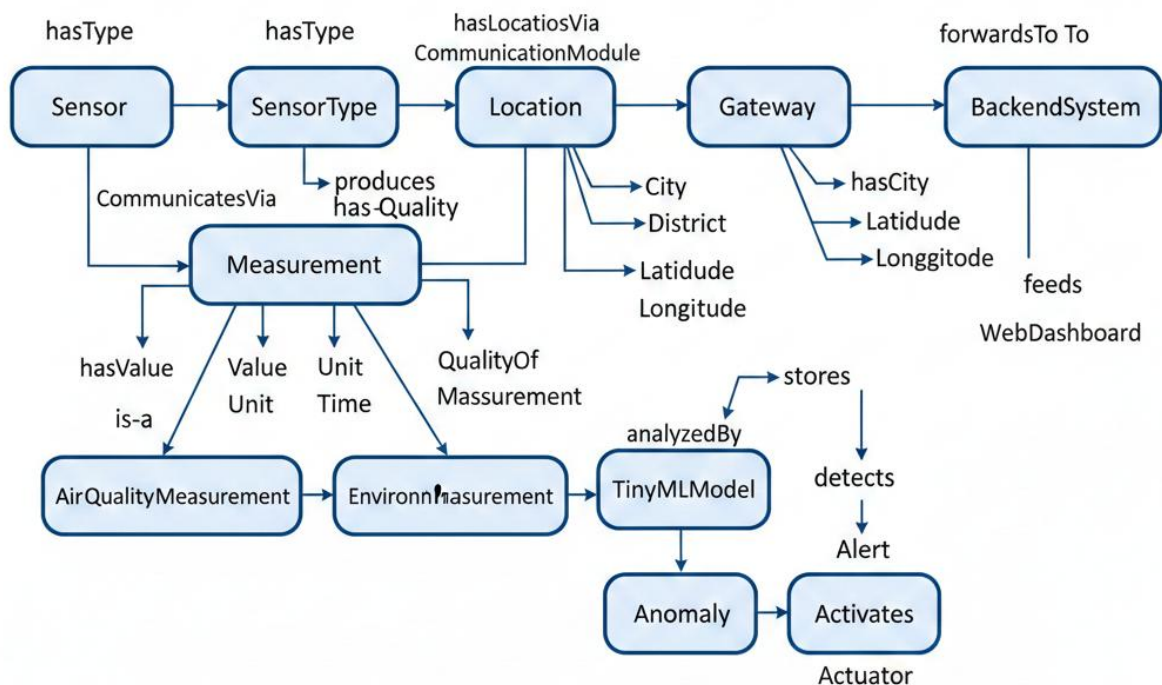 hasType
hasType
hasLocatiosVia
CommunicationModule
forwardsTo To
Sensor
SensorType
Location
Gateway
BackendSystem
CommunicatesVia
produces
has-Quality
City
District
Latidude
Longitude
hasCity
Latidude
Longgitode
feeds
WebDashboard
Measurement
hasValue
Value
Unit
Unit
Time
QualityOf
Massurement
is-a
stores
analyzedBy
detects
Alert
AirQualityMeasurement
TinyMLModel
Anomaly
Activates
Actuator